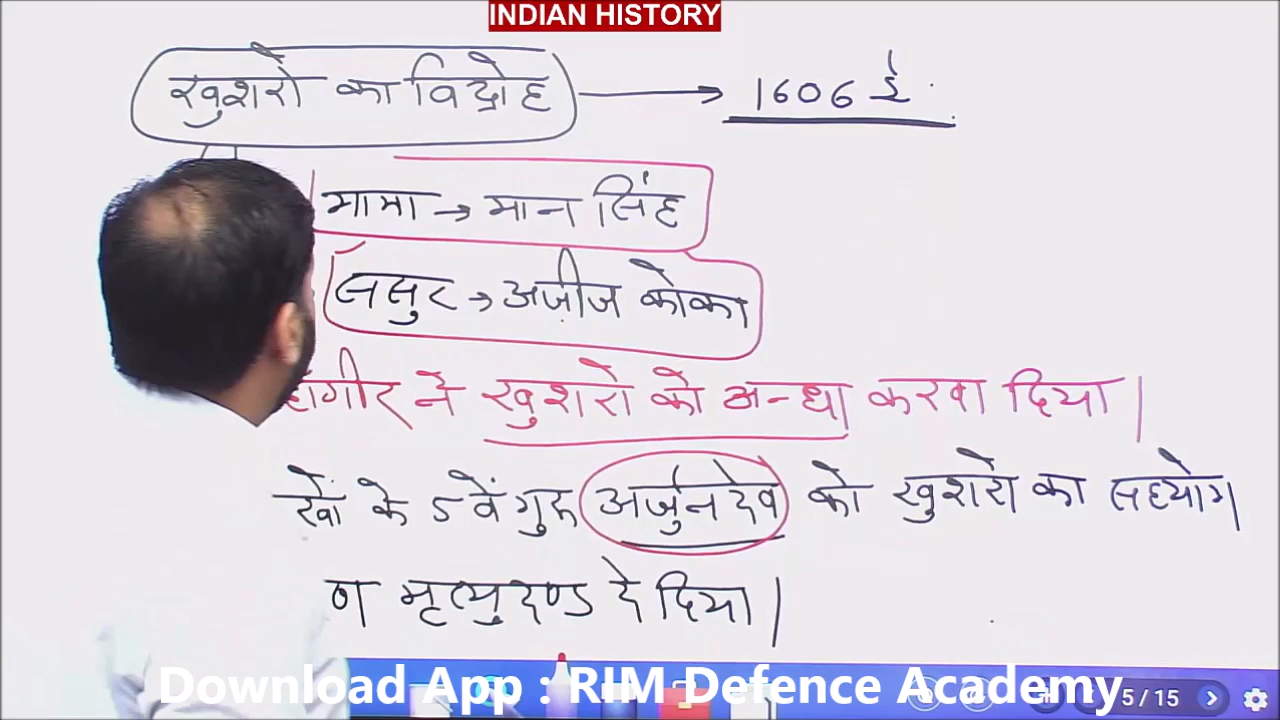 INDIAN HISTORY
खुशरो का विद्रोह → 1606 ई.
मामा → मान सिंह
ससुर → अज़ीज कोका
हांगीर ने खुशरो को अन्धा करवा दिया।
खों के 5 वें गुरू अर्जुन देव को खुशरो का सहयोग
ण मृत्युदण्ड दे दिया।
Download App : RIM Defence Academy
5 / 15